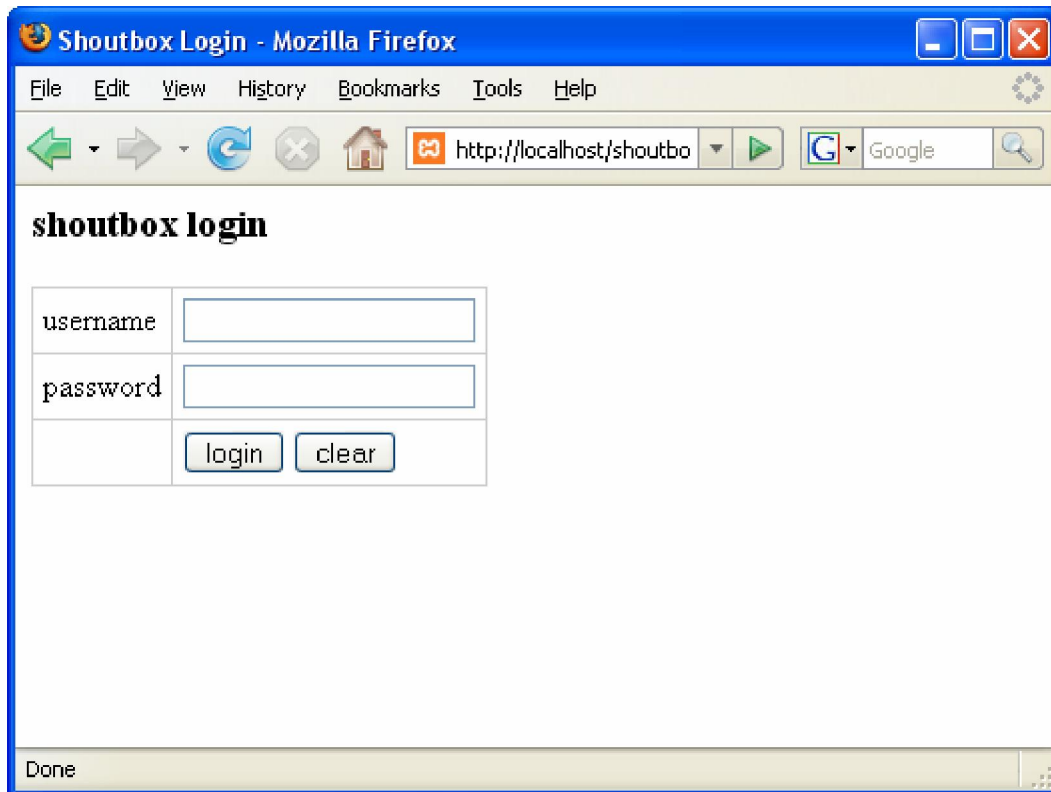 Shoutbox Login - Mozilla Firefox
File Edit View History Bookmarks Tools Help
http://localhost/shoutbo G Google
shoutbox login
username
password
login clear
Done